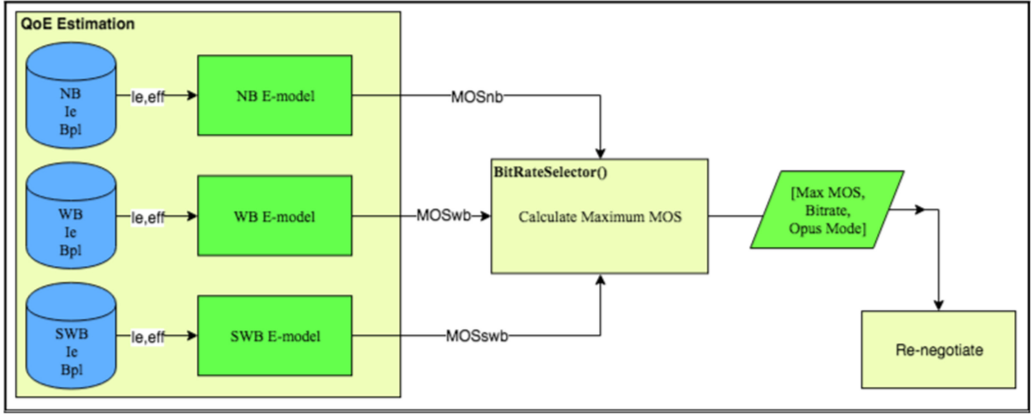 QoE Estimation
NB
Ie
Bpl
Ie,eff
NB E-model
MOSnb
WB
Ie
Bpl
Ie,eff
WB E-model
MOSwb
SWB
Ie
Bpl
Ie,eff
SWB E-model
MOSswb
BitRateSelector()
Calculate Maximum MOS
[Max MOS,
Bitrate,
Opus Mode]
Re-negotiate